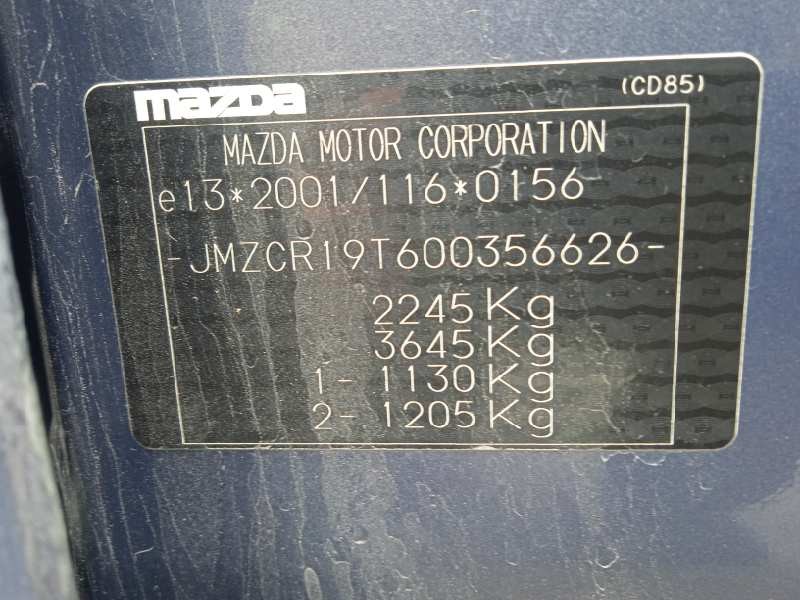 mazda (CD85)
MAZDA MOTOR CORPORATION
e13*2001/116*0156
-JMZCR19T600356626-
2245Kg
3645Kg
1- 1130Kg
2- 1205Kg